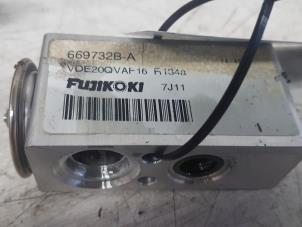 669732B-A
VDE20QVAF16 R134a
FUJIKOKI 7J11